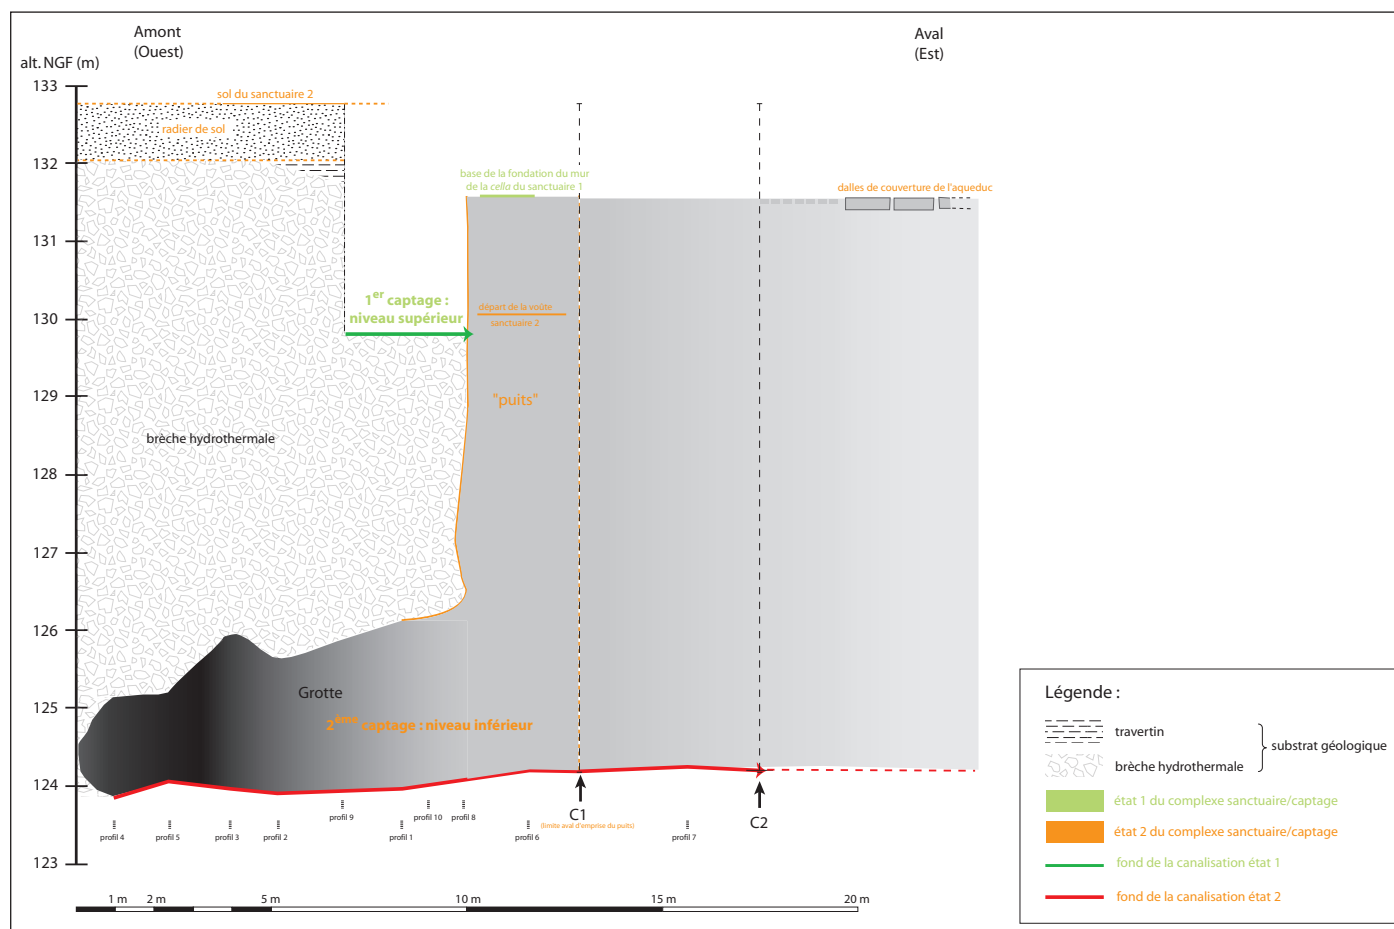 Amont
(Ouest)
Aval
(Est)
alt. NGF (m)
133
sol du sanctuaire 2
radier de sol
132
base de la fondation du mur
de la cella du sanctuaire 1
dalles de couverture de l'aqueduc
131
1er captage :
niveau supérieur
départ de la voûte
sanctuaire 2
130
129
"puits"
brèche hydrothermale
128
127
126
125
Grotte
2ème captage : niveau inférieur
124
profil 4
profil 5
profil 3
profil 2
profil 9
profil 1
profil 10
profil 8
profil 6
C1
(limite aval d'emprise du puits)
profil 7
C2
123
1 m
2 m
5 m
10 m
15 m
20 m
Légende :
travertin
brèche hydrothermale
substrat géologique
état 1 du complexe sanctuaire/captage
état 2 du complexe sanctuaire/captage
fond de la canalisation état 1
fond de la canalisation état 2